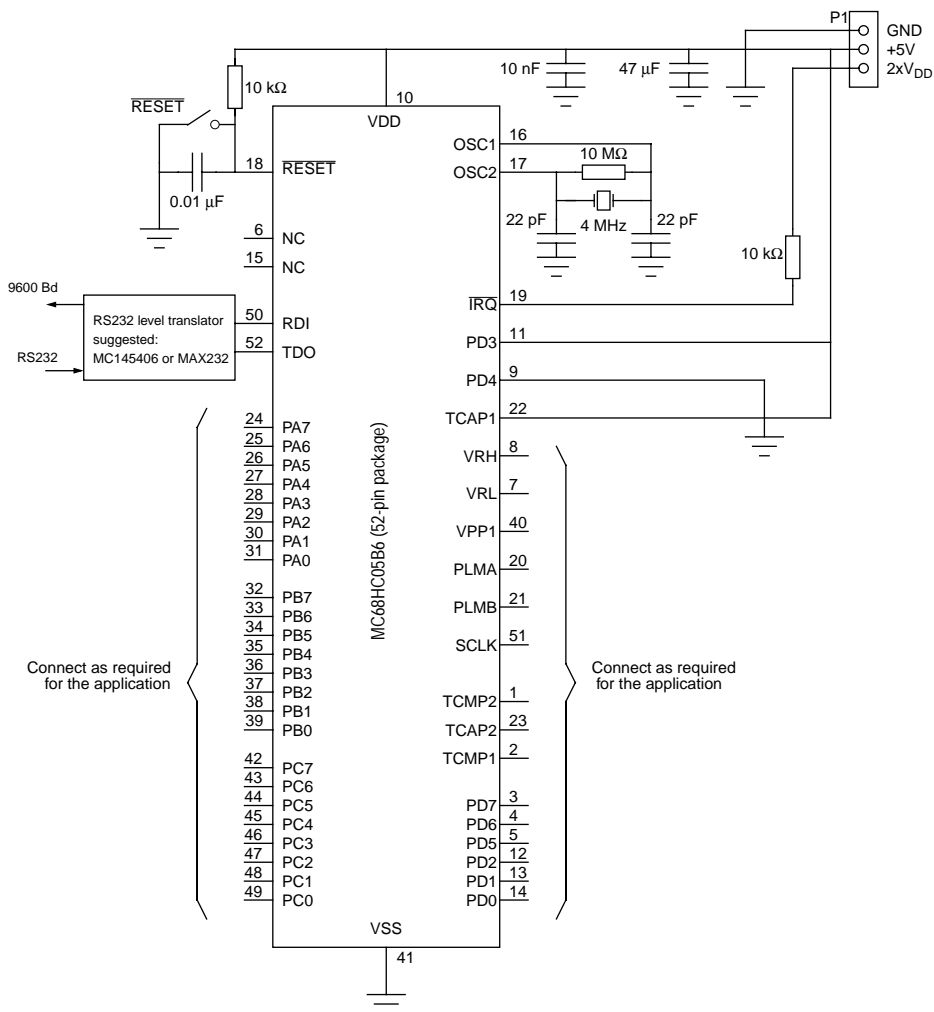 P1
GND
+5V
2xVDD
10 nF
47 µF
10 kΩ
RESET
0.01 µF
10
VDD
18
RESET
6
NC
15
NC
9600 Bd
RS232
RS232 level translator
suggested:
MC145406 or MAX232
50
RDI
52
TDO
24
PA7
25
PA6
26
PA5
27
PA4
28
PA3
29
PA2
30
PA1
31
PA0
32
PB7
33
PB6
34
PB5
35
PB4
36
PB3
37
PB2
38
PB1
39
PB0
42
PC7
43
PC6
44
PC5
45
PC4
46
PC3
47
PC2
48
PC1
49
PC0
Connect as required
for the application
MC68HC05B6 (52-pin package)
OSC1
16
OSC2
17
10 MΩ
22 pF
4 MHz
22 pF
10 kΩ
IRQ
19
PD3
11
PD4
9
TCAP1
22
VRH
8
VRL
7
VPP1
40
PLMA
20
PLMB
21
SCLK
51
TCMP2
1
TCAP2
23
TCMP1
2
PD7
3
PD6
4
PD5
5
PD2
12
PD1
13
PD0
14
Connect as required
for the application
VSS
41